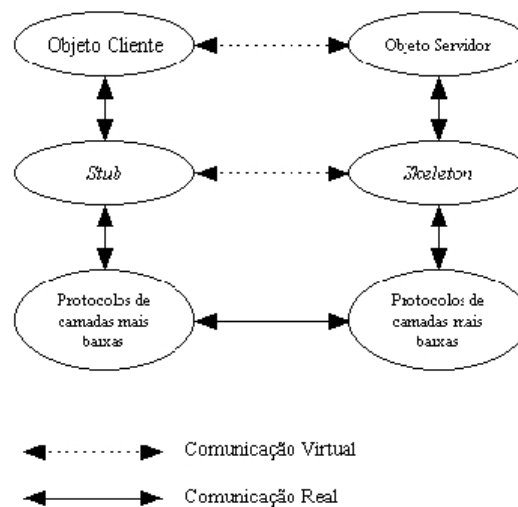 Objeto Cliente
Objeto Servidor
Stub
Skeleton
Protocolos de
camadas mais
baixas
Protocolos de
camadas mais
baixas
Comunicação Virtual
Comunicação Real